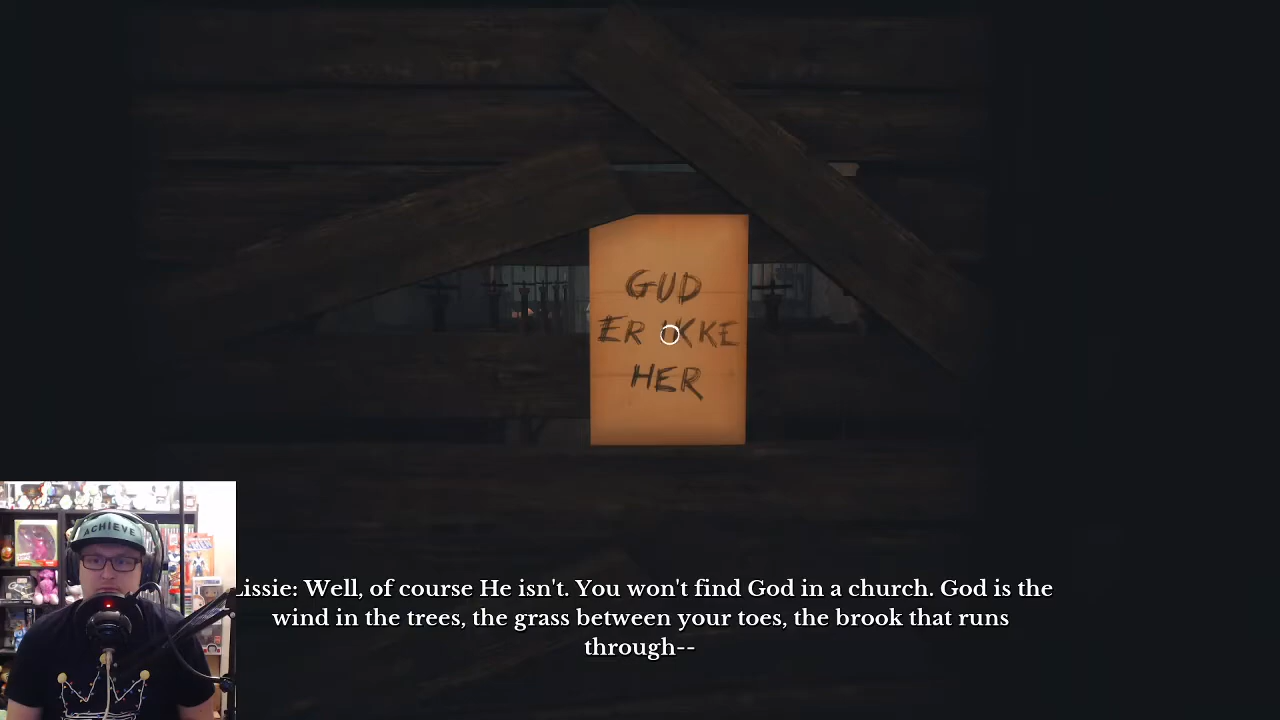 GUD
ER IKKE
HER
ACHIEVE
Lissie: Well, of course He isn't. You won't find God in a church. God is the
wind in the trees, the grass between your toes, the brook that runs
through--